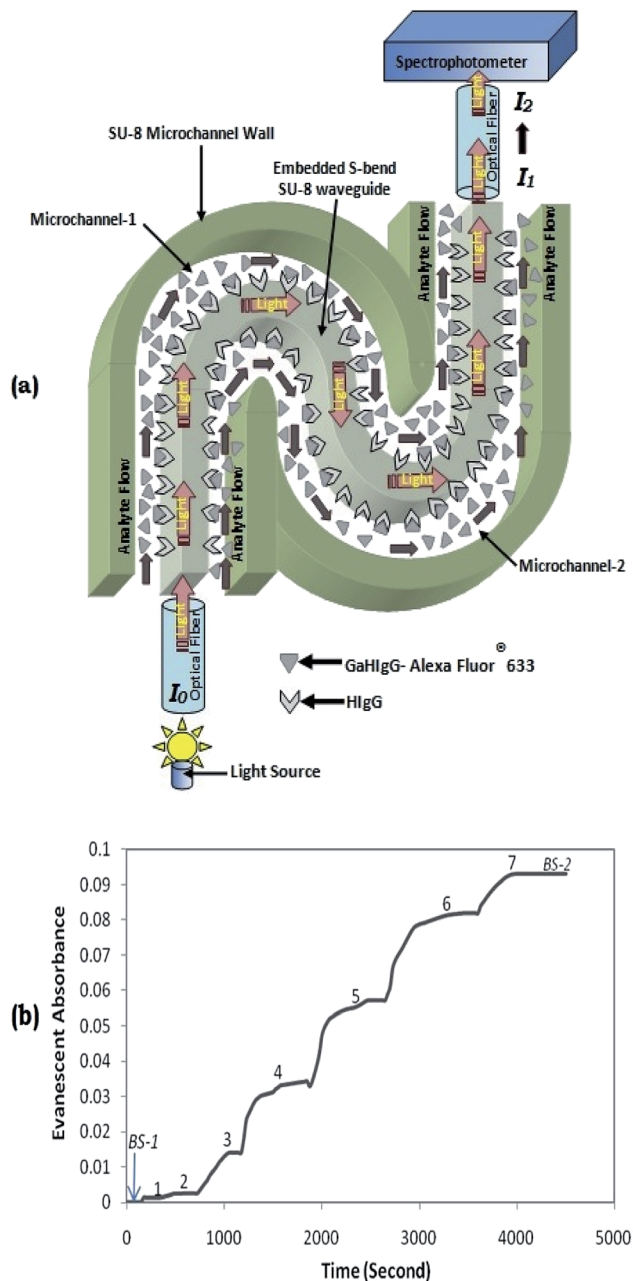 Spectrophotometer
Light
Optical Fiber
I2
I1
SU-8 Microchannel Wall
Embedded S-bend
SU-8 waveguide
Microchannel-1
Light
Analyte Flow
Light
Analyte Flow
Light
(a)
Light
Light
Light
Light
Analyte Flow
Light
Analyte Flow
Microchannel-2
Light
Optical Fiber
I0
GaHIgG- Alexa Fluor® 633
HIgG
Light Source
(b)
Evanescent Absorbance
0.1
0.09
0.08
0.07
0.06
0.05
0.04
0.03
0.02
0.01
0
BS-1
1
2
3
4
5
6
7
BS-2
0 1000 2000 3000 4000 5000
Time (Second)